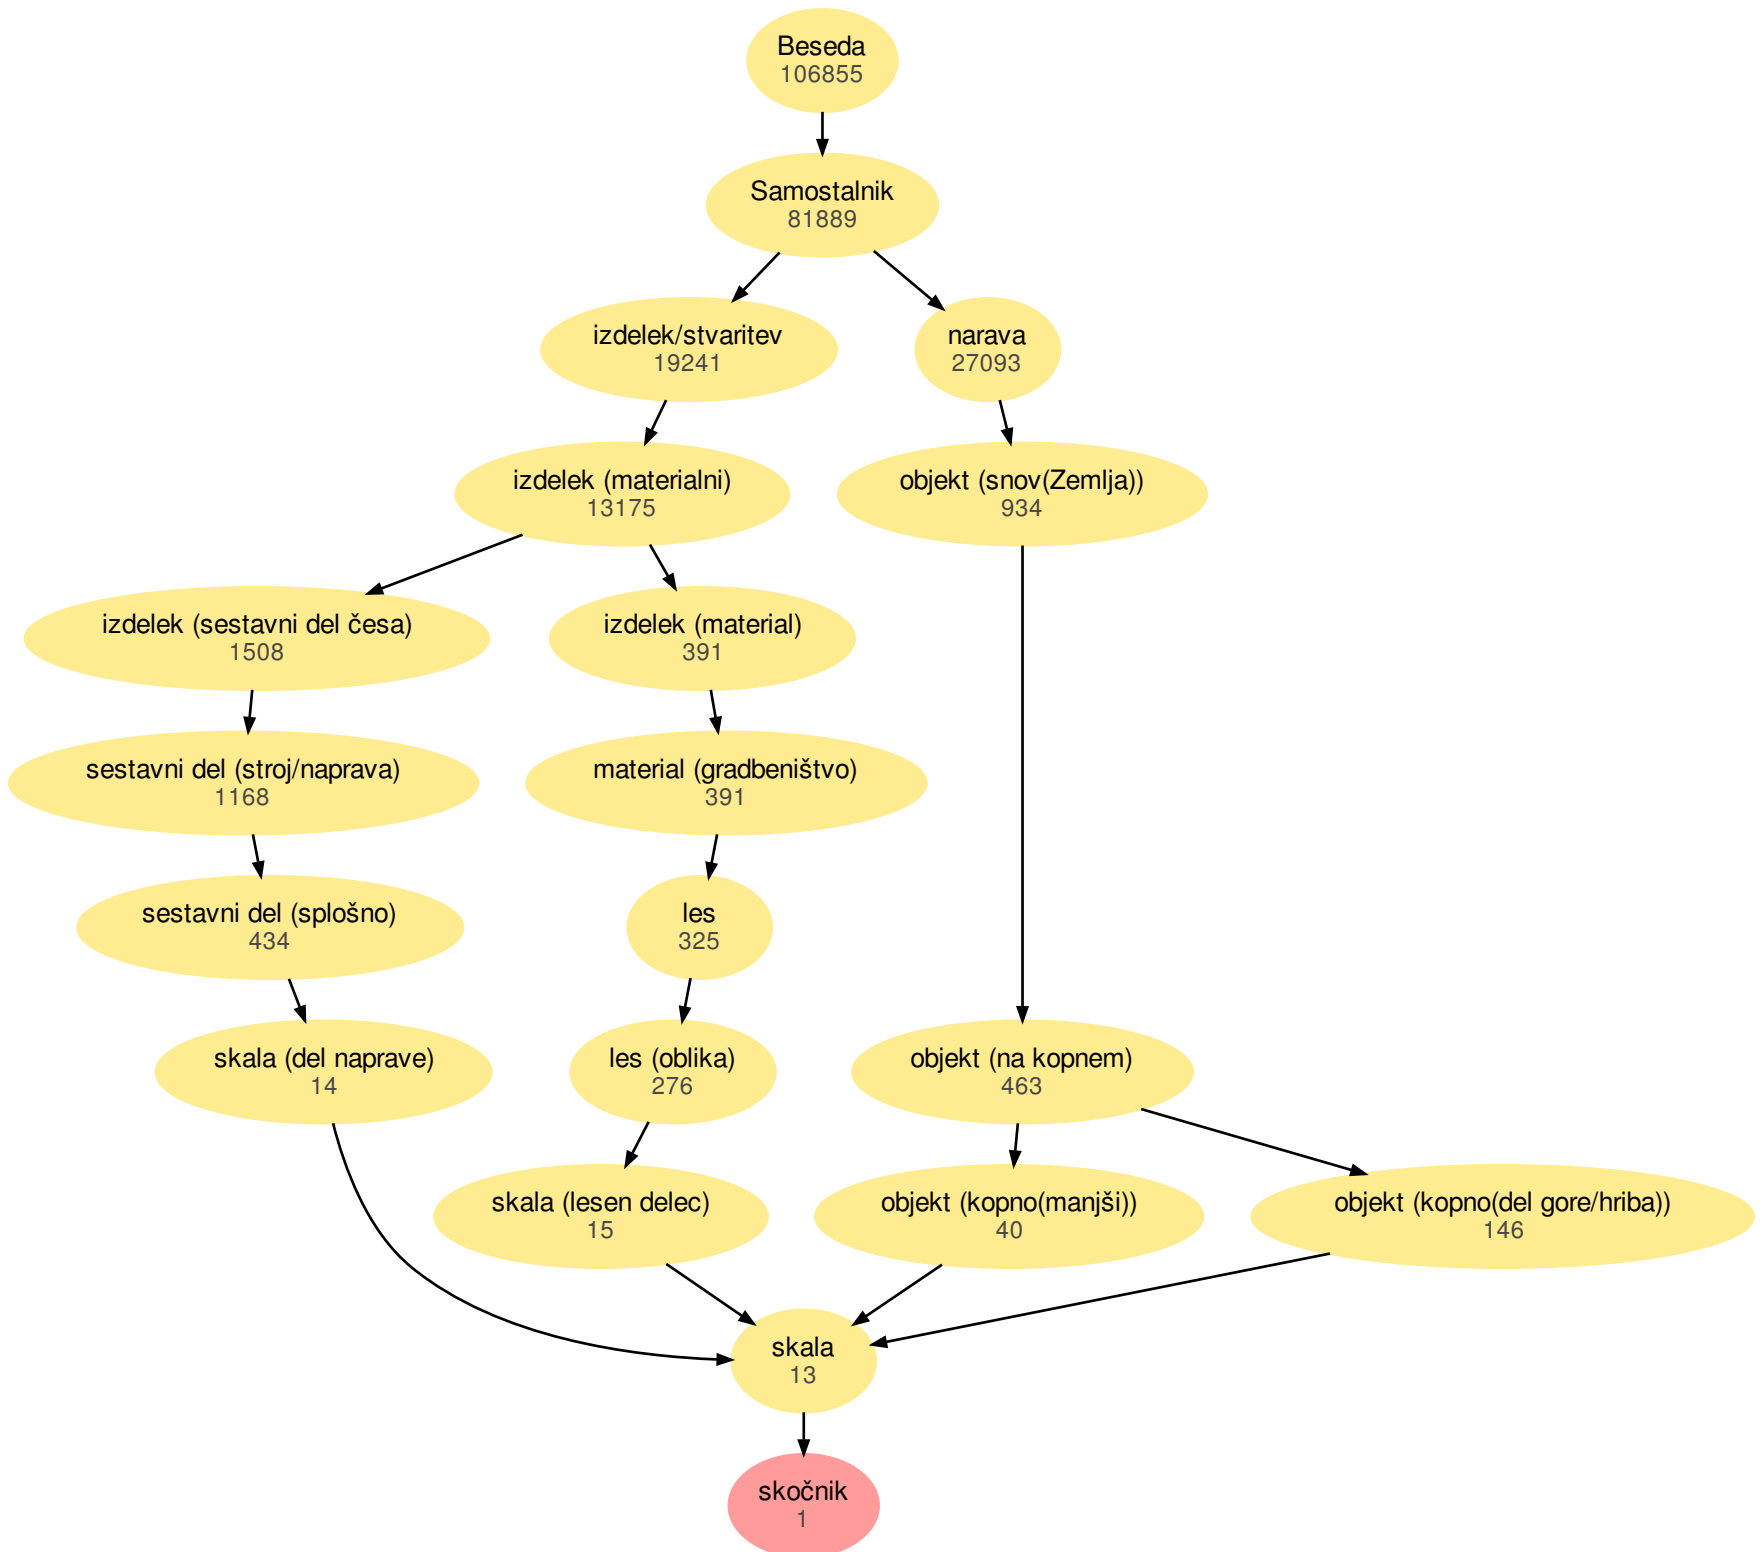 Beseda
106855
Samostalnik
81889
izdelek/stvaritev
19241
narava
27093
izdelek (materialni)
13175
objekt (snov(Zemlja))
934
izdelek (sestavni del česa)
1508
izdelek (material)
391
sestavni del (stroj/naprava)
1168
material (gradbeništvo)
391
sestavni del (splošno)
434
les
325
skala (del naprave)
14
les (oblika)
276
objekt (na kopnem)
463
skala (lesen delec)
15
objekt (kopno(manjši))
40
objekt (kopno(del gore/hriba))
146
skala
13
skočnik
1